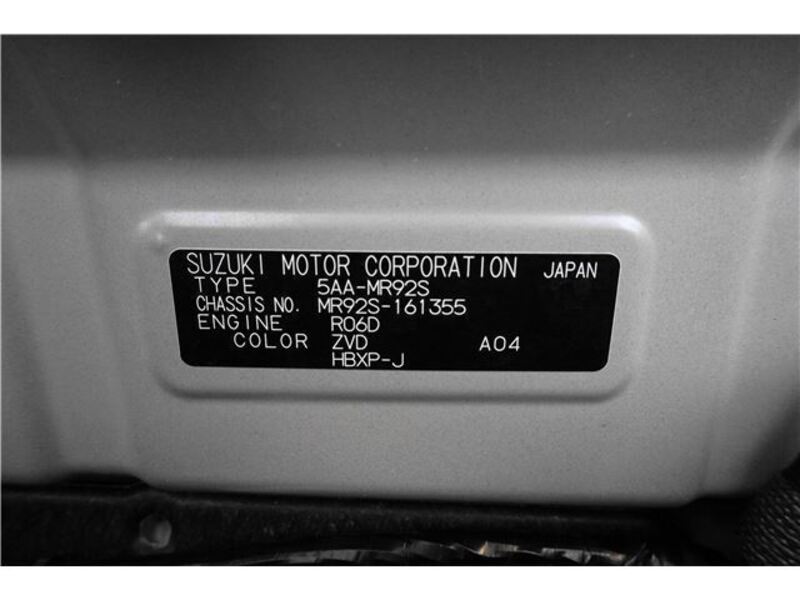 SUZUKI MOTOR CORPORATION JAPAN
TYPE 5AA-MR92S
CHASSIS NO. MR92S-161355
ENGINE R06D
COLOR ZVD A04
HBXP-J